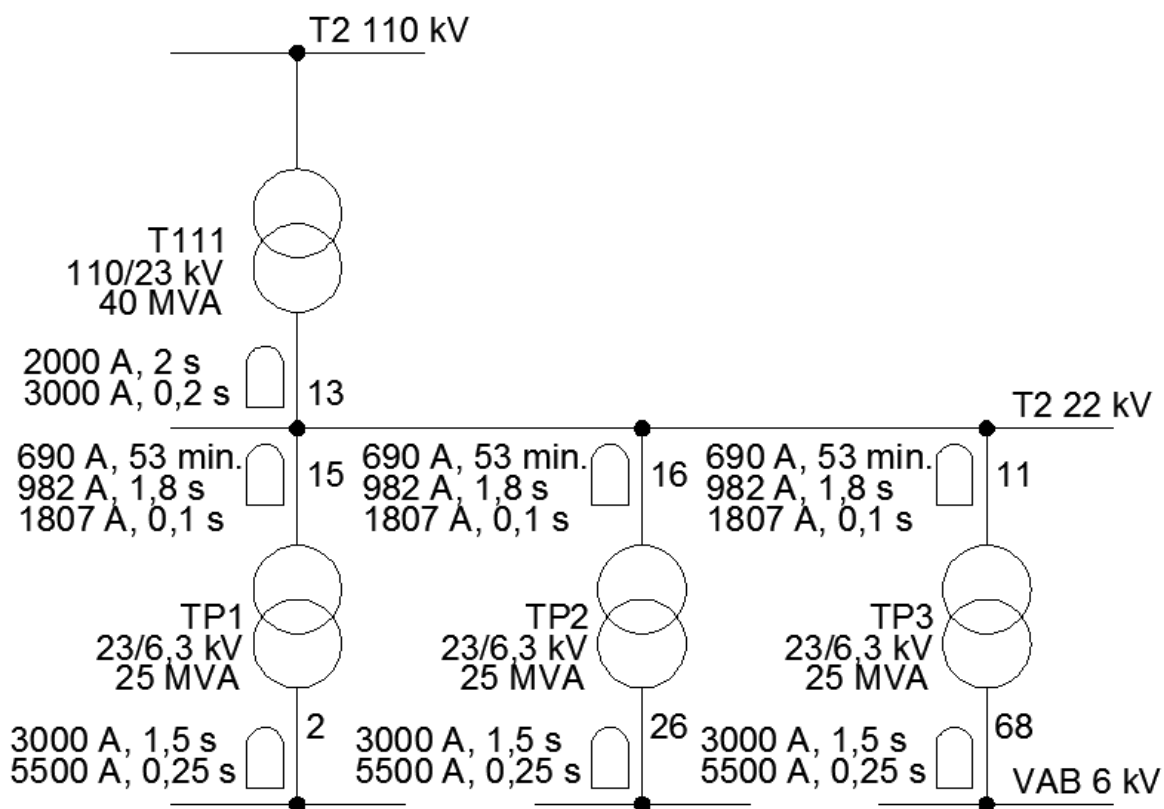 T2 110 kV
T111
110/23 kV
40 MVA
2000 A, 2 s
3000 A, 0,2 s
13
T2 22 kV
690 A, 53 min.
982 A, 1,8 s
1807 A, 0,1 s
15
690 A, 53 min.
982 A, 1,8 s
1807 A, 0,1 s
16
690 A, 53 min.
982 A, 1,8 s
1807 A, 0,1 s
11
TP1
23/6,3 kV
25 MVA
TP2
23/6,3 kV
25 MVA
TP3
23/6,3 kV
25 MVA
3000 A, 1,5 s
5500 A, 0,25 s
2
3000 A, 1,5 s
5500 A, 0,25 s
26
3000 A, 1,5 s
5500 A, 0,25 s
68
VAB 6 kV